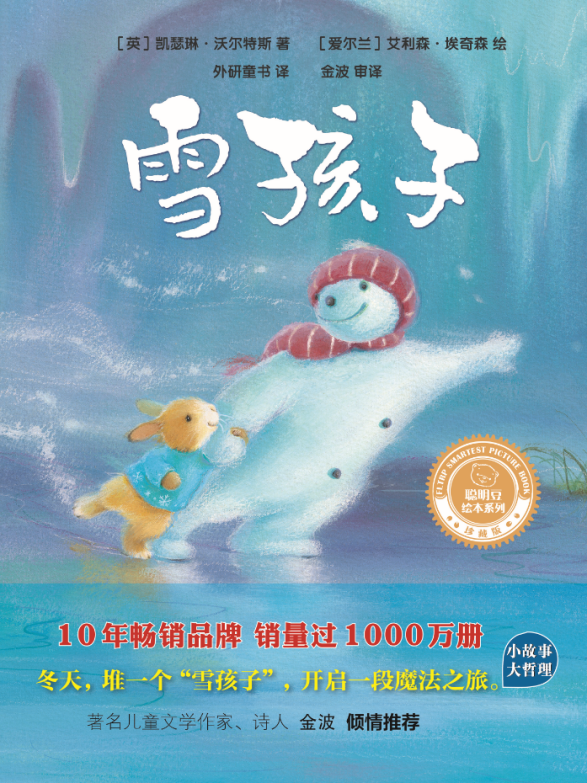 [英]凯瑟琳·沃尔特斯 著 [爱尔兰]艾利森·埃奇森 绘
外研童书 译 金波 审译
雪孩子
FLTRP SMARTEST PICTURE BOOK
聪明豆
绘本系列
珍藏版
10年畅销品牌 销量过1000万册
冬天，堆一个“雪孩子”，开启一段魔法之旅。
小故事
大哲理
著名儿童文学作家、诗人 金波 倾情推荐